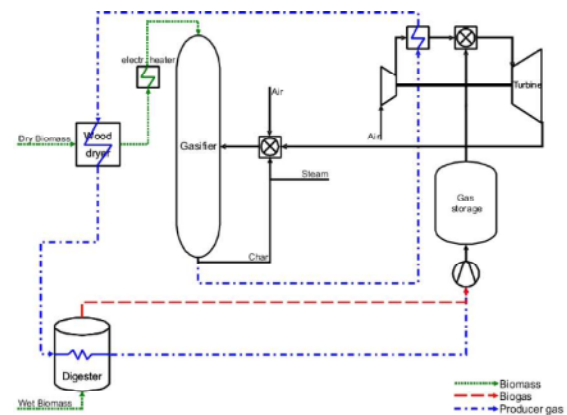 electr. heater
Air
Turbine
Dry Biomass
Wood
dryer
Gasifier
Air
Steam
Gas
storage
Char
Digester
Wet Biomass
Biomass
Biogas
Producer gas